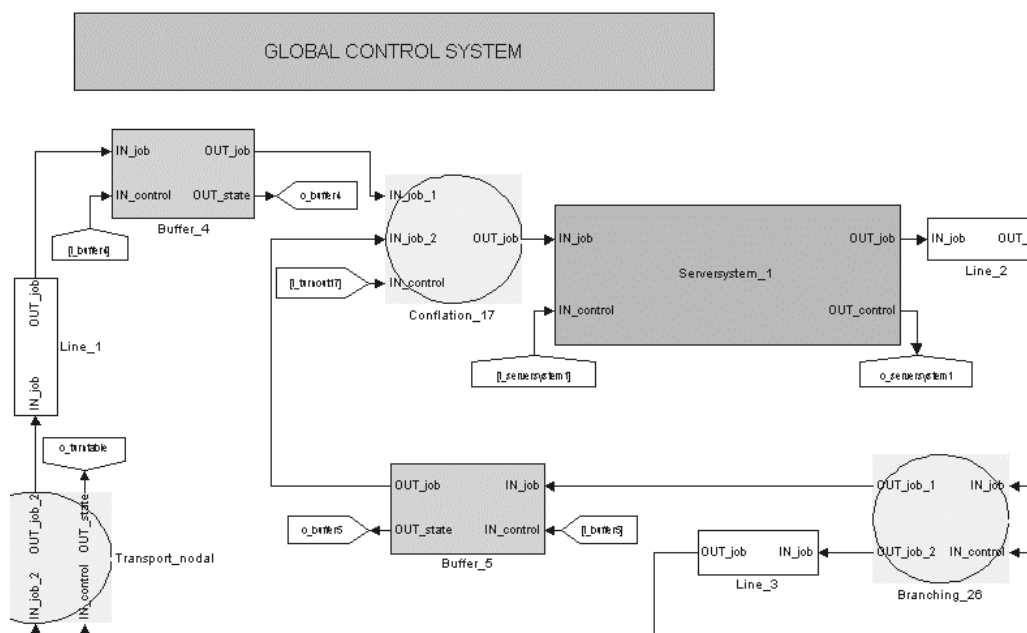 GLOBAL CONTROL SYSTEM
IN_job OUT_job
IN_control OUT_state
Buffer_4
o_buffer4
[i_buffer4]
IN_job_1
IN_job_2 OUT_job
IN_control
Conflation_17
[i_turnout17]
IN_job OUT_job
Serversystem_1
IN_control OUT_control
[i_serversystem1]
o_serversystem1
IN_job OUT_
Line_2
OUT_job
IN_job
Line_1
o_turntable
OUT_job_2 OUT_state
IN_job_2 IN_control
Transport_nodal
OUT_job IN_job
OUT_state IN_control
Buffer_5
o_buffer5
[i_buffer5]
OUT_job_1 IN_job
OUT_job_2 IN_control
Branching_26
OUT_job IN_job
Line_3